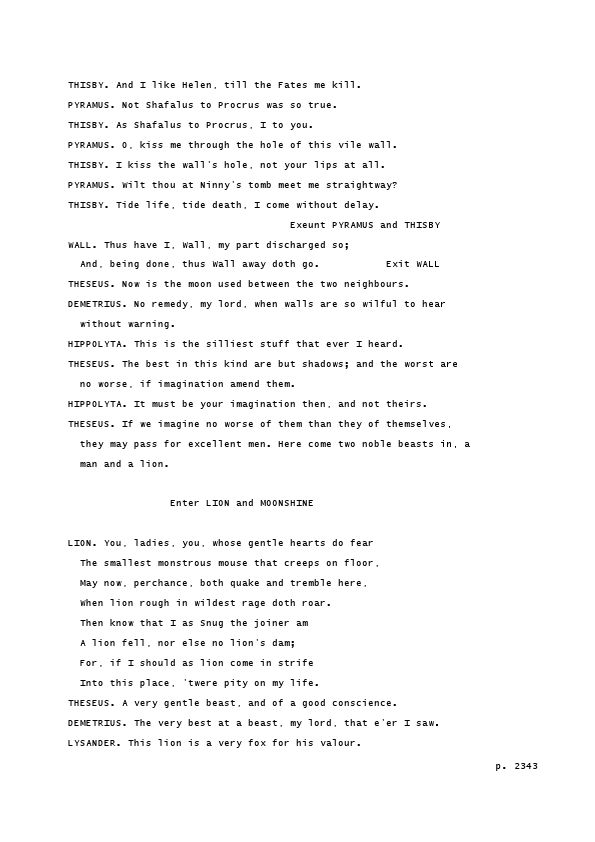 THISBY. And I like Helen, till the Fates me kill.
PYRAMUS. Not Shafalus to Procrus was so true.
THISBY. As Shafalus to Procrus, I to you.
PYRAMUS. O, kiss me through the hole of this vile wall.
THISBY. I kiss the wall's hole, not your lips at all.
PYRAMUS. Wilt thou at Ninny's tomb meet me straightway?
THISBY. Tide life, tide death, I come without delay.
Exeunt PYRAMUS and THISBY
WALL. Thus have I, Wall, my part discharged so;
And, being done, thus Wall away doth go. Exit WALL
THESEUS. Now is the moon used between the two neighbours.
DEMETRIUS. No remedy, my lord, when walls are so wilful to hear
without warning.
HIPPOLYTA. This is the silliest stuff that ever I heard.
THESEUS. The best in this kind are but shadows; and the worst are
no worse, if imagination amend them.
HIPPOLYTA. It must be your imagination then, and not theirs.
THESEUS. If we imagine no worse of them than they of themselves,
they may pass for excellent men. Here come two noble beasts in, a
man and a lion.
Enter LION and MOONSHINE
LION. You, ladies, you, whose gentle hearts do fear
The smallest monstrous mouse that creeps on floor,
May now, perchance, both quake and tremble here,
When lion rough in wildest rage doth roar.
Then know that I as Snug the joiner am
A lion fell, nor else no lion's dam;
For, if I should as lion come in strife
Into this place, 'twere pity on my life.
THESEUS. A very gentle beast, and of a good conscience.
DEMETRIUS. The very best at a beast, my lord, that e'er I saw.
LYSANDER. This lion is a very fox for his valour.
p. 2343